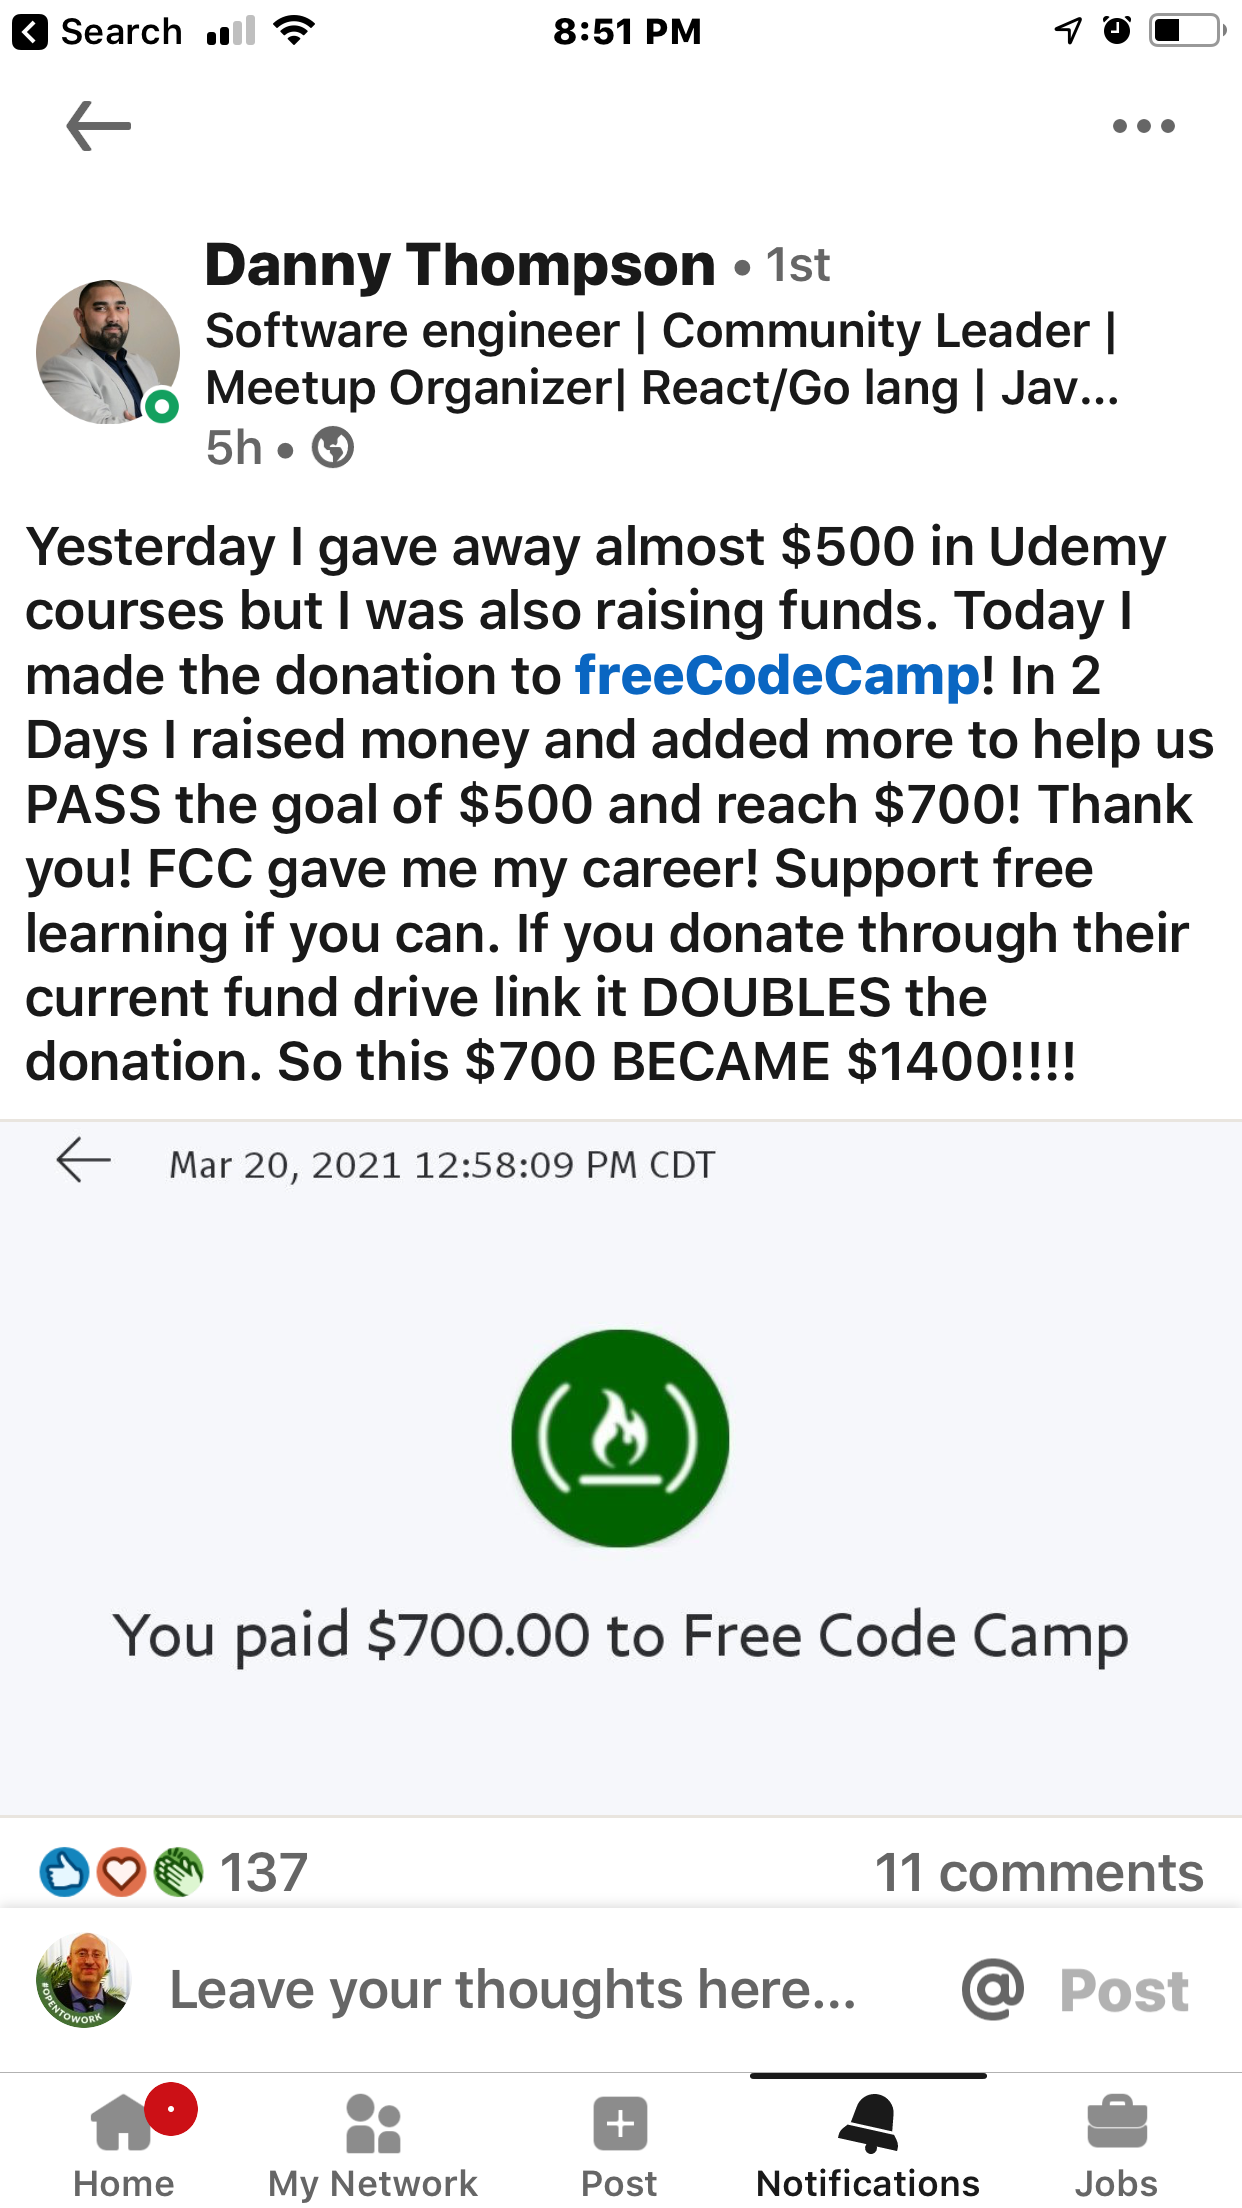 Search 8:51 PM
Danny Thompson • 1st
Software engineer | Community Leader |
Meetup Organizer| React/Go lang | Jav...
5h •
Yesterday I gave away almost $500 in Udemy
courses but I was also raising funds. Today I
made the donation to freeCodeCamp! In 2
Days I raised money and added more to help us
PASS the goal of $500 and reach $700! Thank
you! FCC gave me my career! Support free
learning if you can. If you donate through their
current fund drive link it DOUBLES the
donation. So this $700 BECAME $1400!!!!
Mar 20, 2021 12:58:09 PM CDT
You paid $700.00 to Free Code Camp
137 11 comments
#OPENTOWORK
Leave your thoughts here... @ Post
Home My Network Post Notifications Jobs